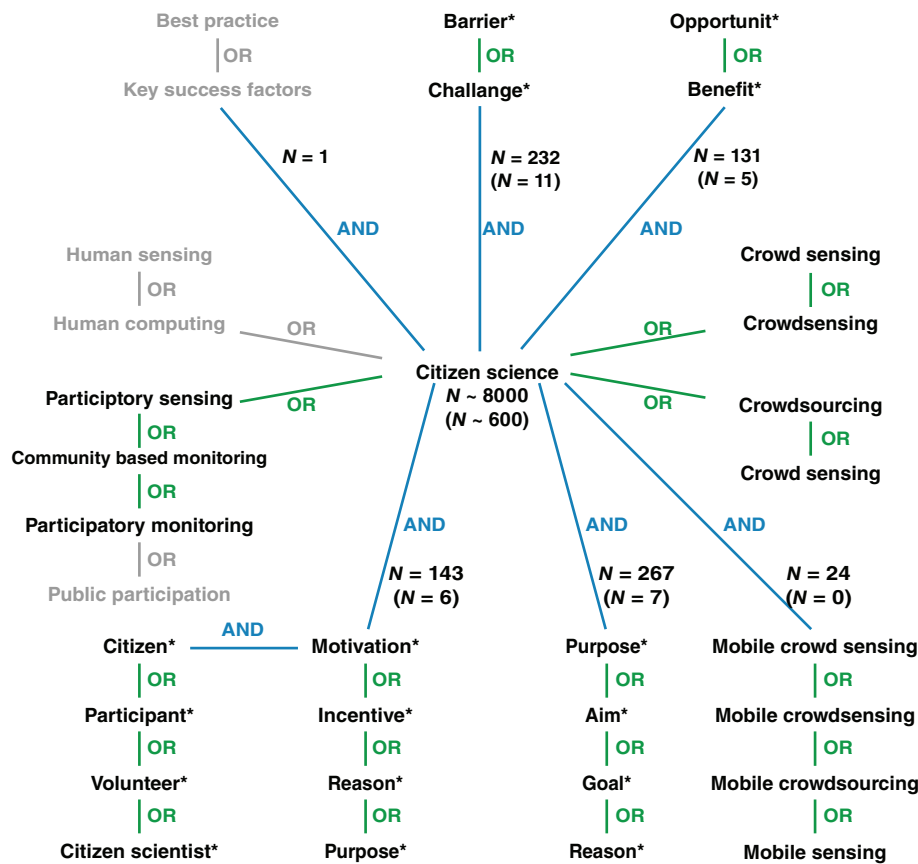 Best practice
OR
Key success factors
Barrier*
OR
Challange*
Opportunit*
OR
Benefit*
N = 1
N = 232
(N = 11)
N = 131
(N = 5)
AND
AND
AND
Human sensing
OR
Human computing
OR
Crowd sensing
OR
Crowdsensing
OR
Citizen science
N ~ 8000
(N ~ 600)
Participtory sensing
OR
OR
Community based monitoring
OR
Participatory monitoring
OR
Public participation
OR
Crowdsourcing
OR
Crowd sensing
AND
AND
AND
N = 143
(N = 6)
N = 267
(N = 7)
N = 24
(N = 0)
Citizen*
OR
Participant*
OR
Volunteer*
OR
Citizen scientist*
AND
Motivation*
OR
Incentive*
OR
Reason*
OR
Purpose*
Purpose*
OR
Aim*
OR
Goal*
OR
Reason*
Mobile crowd sensing
OR
Mobile crowdsensing
OR
Mobile crowdsourcing
OR
Mobile sensing